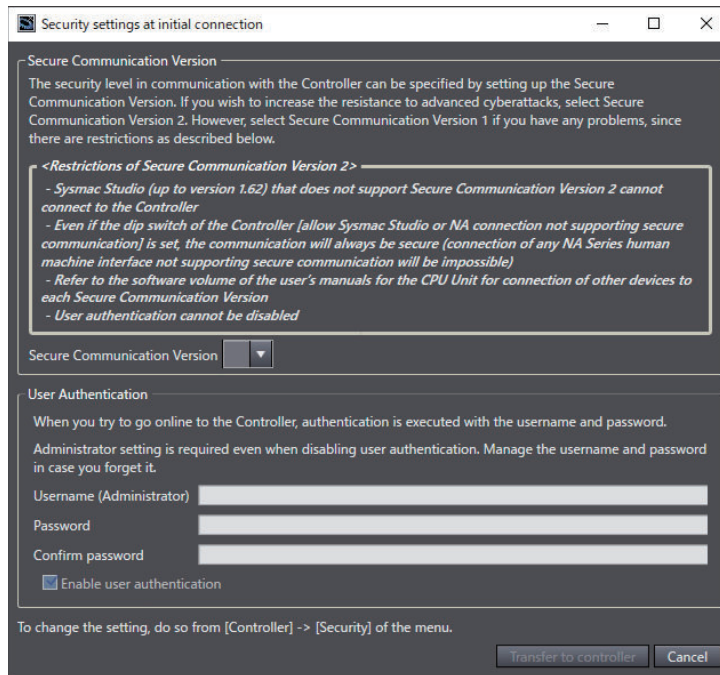 Security settings at initial connection
Secure Communication Version
The security level in communication with the Controller can be specified by setting up the Secure
Communication Version. If you wish to increase the resistance to advanced cyberattacks, select Secure
Communication Version 2. However, select Secure Communication Version 1 if you have any problems, since
there are restrictions as described below.
<Restrictions of Secure Communication Version 2>
- Sysmac Studio (up to version 1.62) that does not support Secure Communication Version 2 cannot
connect to the Controller
- Even if the dip switch of the Controller [allow Sysmac Studio or NA connection not supporting secure
communication] is set, the communication will always be secure (connection of any NA Series human
machine interface not supporting secure communication will be impossible)
- Refer to the software volume of the user's manuals for the CPU Unit for connection of other devices to
each Secure Communication Version
- User authentication cannot be disabled
Secure Communication Version
User Authentication
When you try to go online to the Controller, authentication is executed with the username and password.
Administrator setting is required even when disabling user authentication. Manage the username and password
in case you forget it.
Username (Administrator)
Password
Confirm password
Enable user authentication
To change the setting, do so from [Controller] -> [Security] of the menu.
Transfer to controller
Cancel